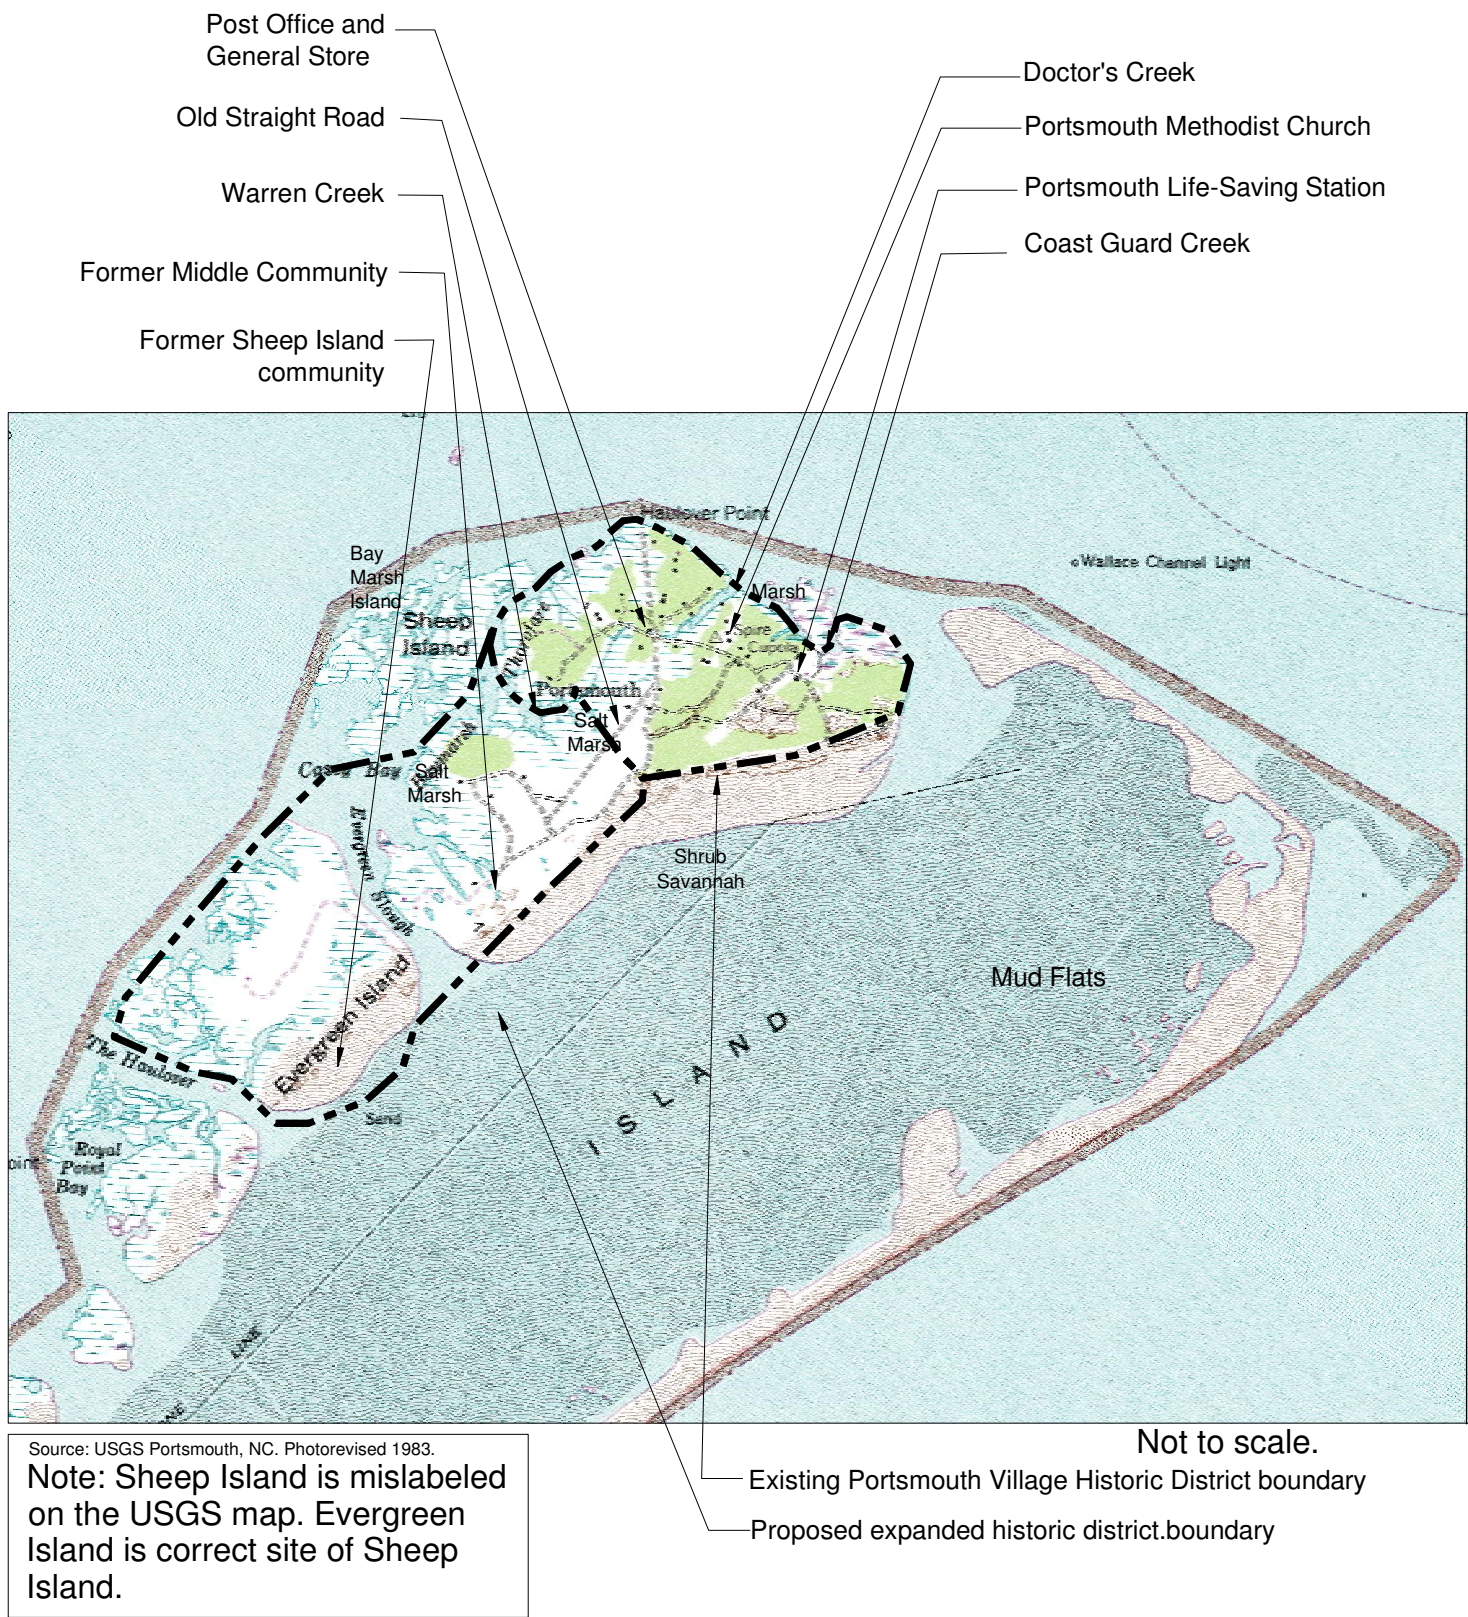 Post Office and
General Store
Old Straight Road
Warren Creek
Former Middle Community
Former Sheep Island
community
Doctor's Creek
Portsmouth Methodist Church
Portsmouth Life-Saving Station
Coast Guard Creek
Haulover Point
Wallace Channel Light
Bay
Marsh
Island
Marsh
Sheep
Island
Spire
Cupola
Portsmouth
Salt
Marsh
Casey Bay
Salt
Marsh
Evergreen Slough
Shrub
Savannah
Mud Flats
Evergreen Island
ISLAND
The Haulover
Sand
Royal
Point
Bay
LINE
Source: USGS Portsmouth, NC. Photorevised 1983.
Note: Sheep Island is mislabeled
on the USGS map. Evergreen
Island is correct site of Sheep
Island.
Not to scale.
Existing Portsmouth Village Historic District boundary
Proposed expanded historic district.boundary